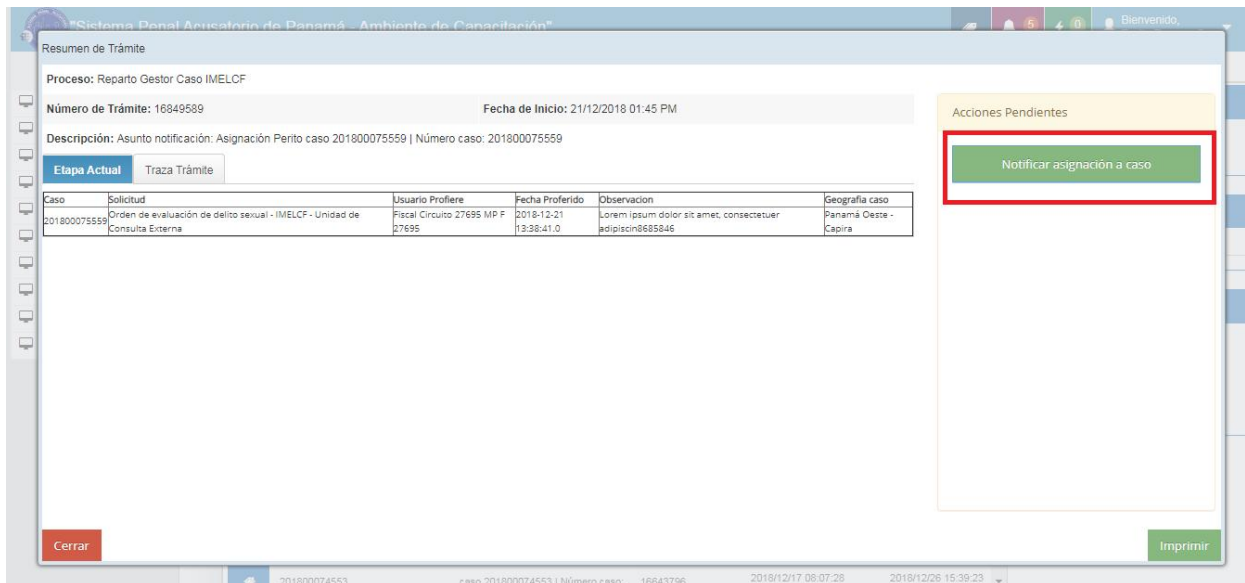 "Sistema Penal Acusatorio de Panamá - Ambiente de Capacitación"
5
0
Bienvenido,
Resumen de Trámite
Proceso: Reparto Gestor Caso IMELCF
Número de Trámite: 16849589 Fecha de Inicio: 21/12/2018 01:45 PM
Descripción: Asunto notificación: Asignación Perito caso 201800075559 | Número caso: 201800075559
Etapa Actual Traza Trámite
Caso Solicitud Usuario Profiere Fecha Proferido Observacion Geografia caso
201800075559 Orden de evaluación de delito sexual - IMELCF - Unidad de Fiscal Circuito 27695 MP F 2018-12-21 Lorem ipsum dolor sit amet, consectetuer Panamá Oeste -
Consulta Externa 27695 13:38:41.0 adipiscin8685846 Capira
Acciones Pendientes
Notificar asignación a caso
Cerrar
Imprimir
201800074553 caso 201800074553 | Número caso: 16843796 2018/12/17 08:07:28 2018/12/26 15:39:23